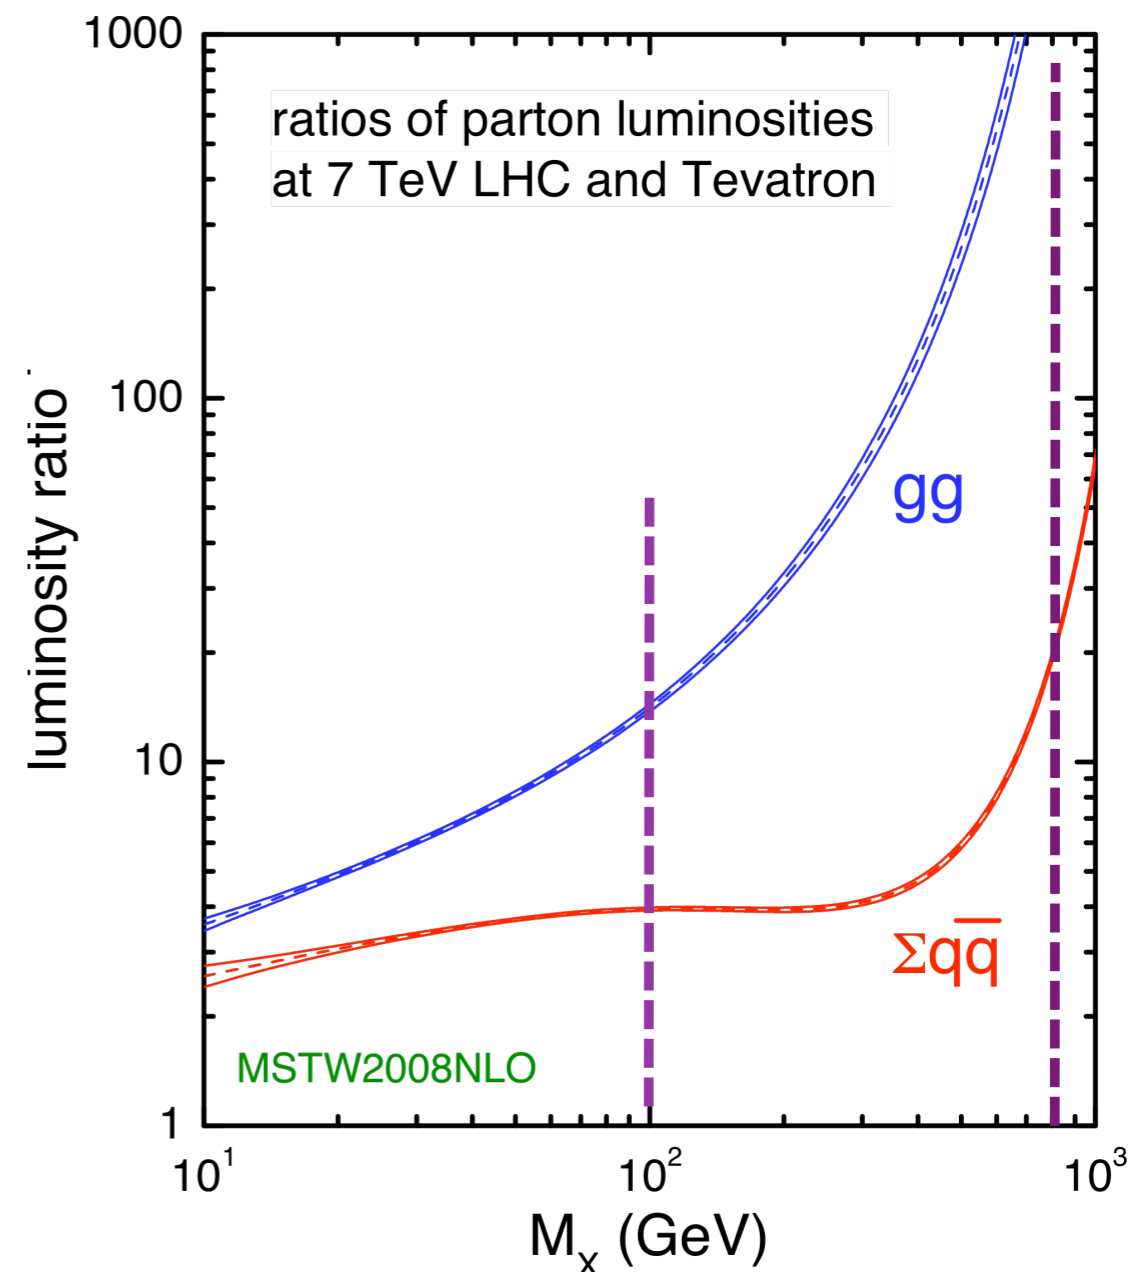 1000
ratios of parton luminosities
at 7 TeV LHC and Tevatron
100
luminosity ratio
gg
10
Σqq̅
MSTW2008NLO
1
10¹
10²
10³
Mₓ (GeV)